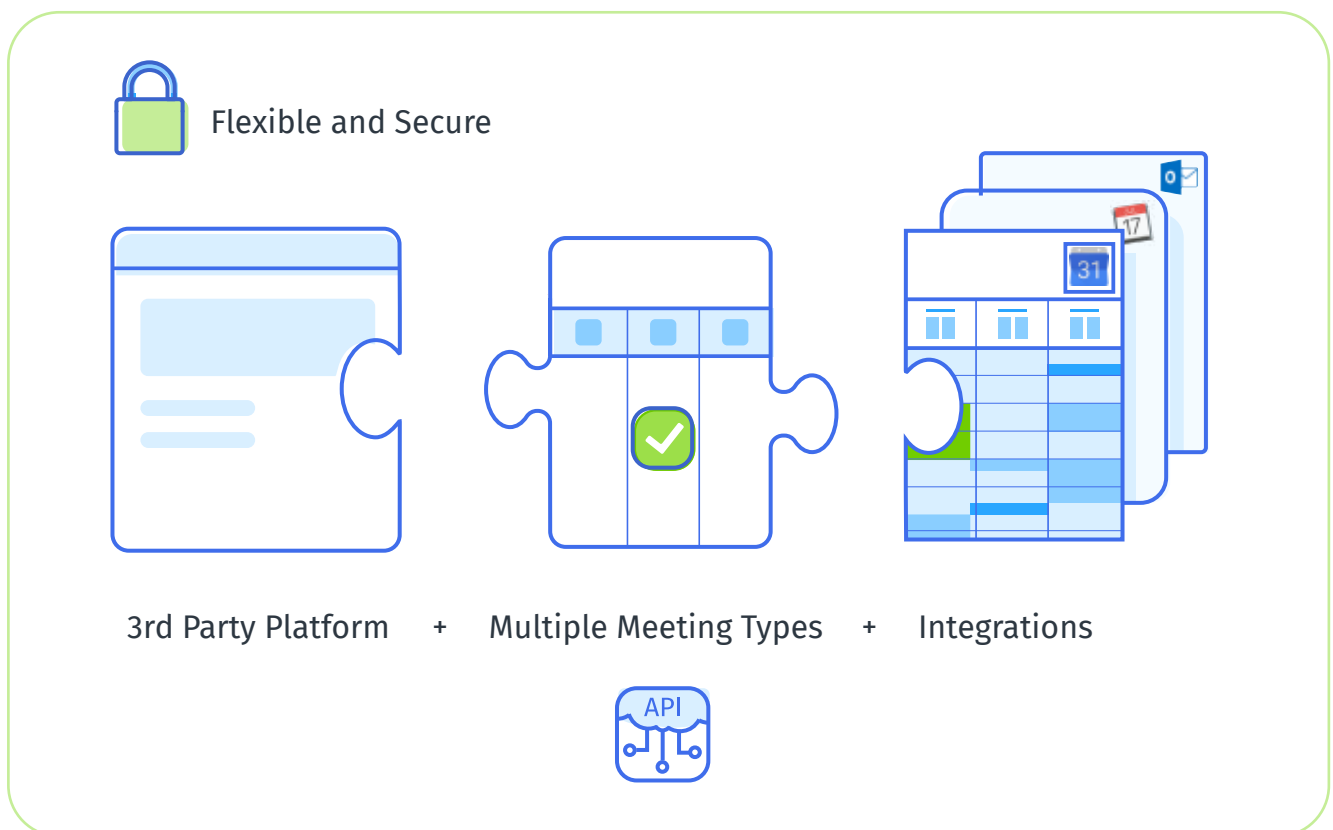 Flexible and Secure
O
17
31
3rd Party Platform + Multiple Meeting Types + Integrations
API